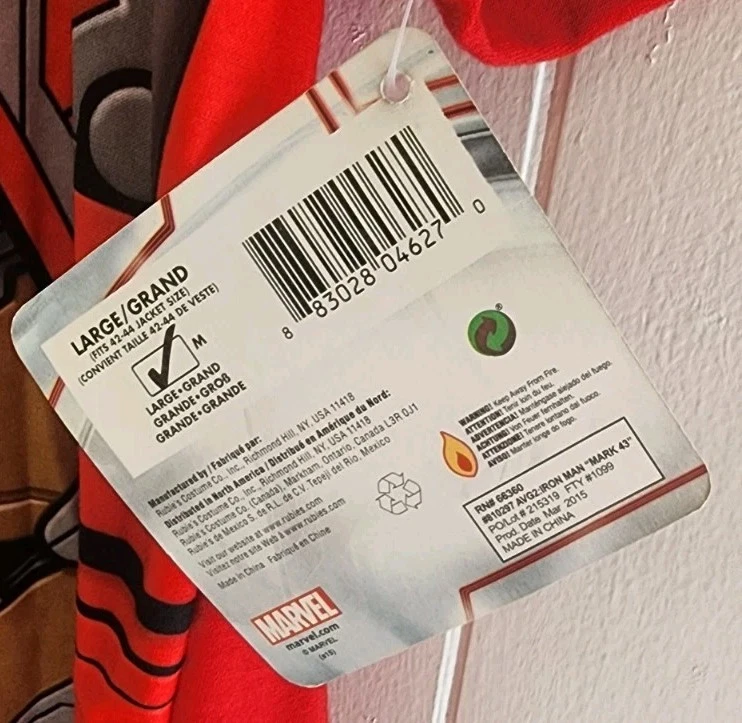 8 83028 04627 0
LARGE/GRAND
(FITS 42-44 JACKET SIZE)
(CONVIENT TAILLE 42-44 DE VESTE)
M
LARGE•GRAND
GRANDE•GROß
GRANDE•GRANDE
®
WARNING! Keep Away From Fire.
ATTENTION! Tenir loin du feu.
ADVERTENCIA! Manténgase alejado del fuego.
ACHTUNG! Von Feuer fernhalten.
ATTENZIONE! Tenere lontano dal fuoco.
AVISO! Manter longe do fogo.
Manufactured by / Fabriqué par:
Rubie's Costume Co., Inc., Richmond Hill, NY, USA 11418
Distributed in North America / Distribué en Amérique du Nord:
Rubie's Costume Co., Inc., Richmond Hill, NY, USA 11418
Rubie's Costume Co. (Canada), Markham, Ontario, Canada L3R 0J1
Rubie's de Mexico S. de R.L. de C.V. Tepeji del Rio, Mexico
Visit our website at www.rubies.com
Visitez notre site Web à www.rubies.com
Made in China Fabriqué en Chine
RN# 66360
#810297 AVG2:IRON MAN "MARK 43"
PO/Lot # 215319 FTY #1099
Prod. Date .Mar 2015
MADE IN CHINA
MARVEL
marvel.com
© MARVEL
(s15)